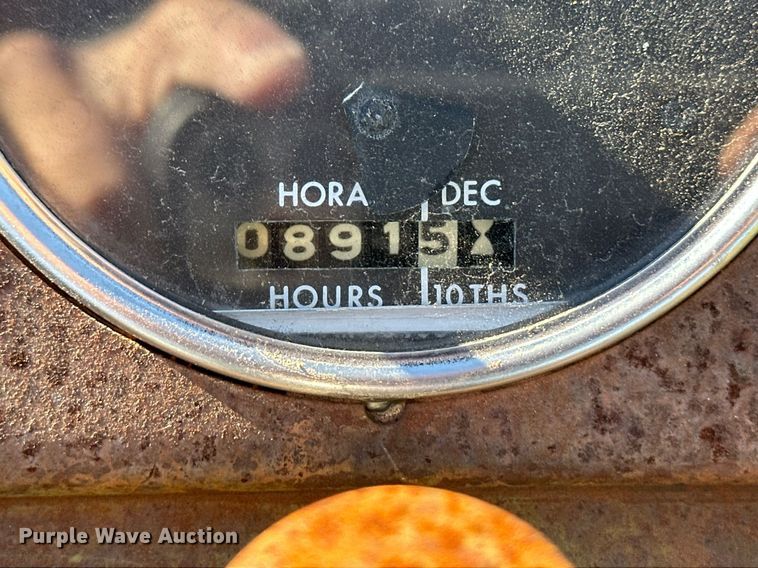 HORA DEC
08915
HOURS 10THS
Purple Wave Auction